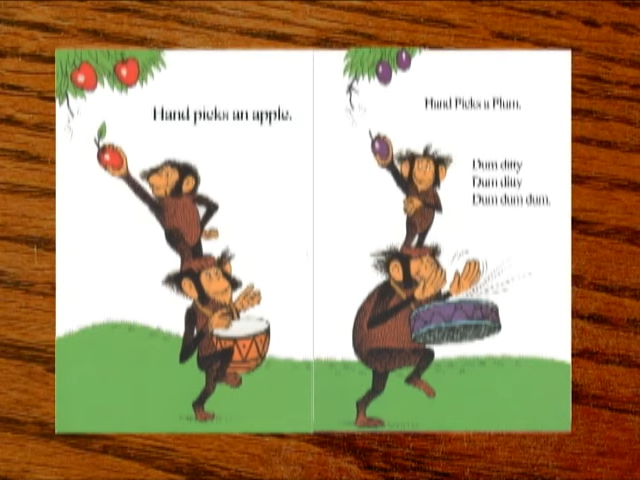 Hand picks an apple.
Hand Picks a Plum.
Dum ditty
Dum ditty
Dum dum dum.